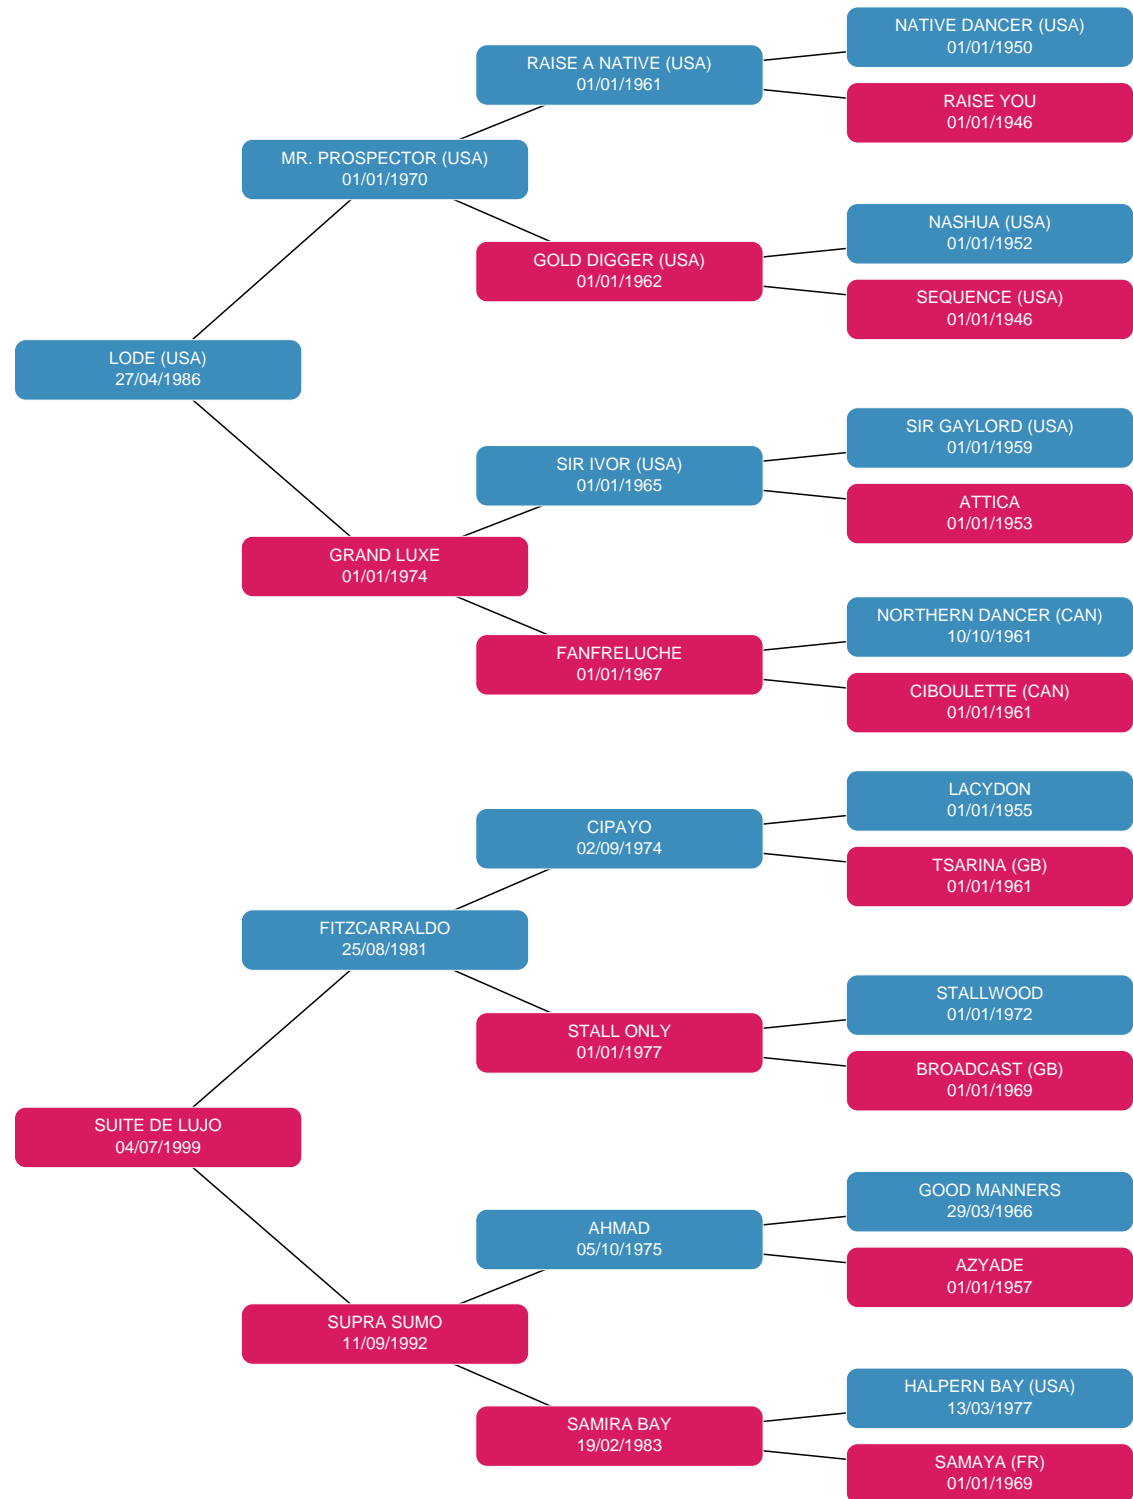 NATIVE DANCER (USA)
01/01/1950
RAISE A NATIVE (USA)
01/01/1961
RAISE YOU
01/01/1946
MR. PROSPECTOR (USA)
01/01/1970
NASHUA (USA)
01/01/1952
GOLD DIGGER (USA)
01/01/1962
SEQUENCE (USA)
01/01/1946
LODE (USA)
27/04/1986
SIR GAYLORD (USA)
01/01/1959
SIR IVOR (USA)
01/01/1965
ATTICA
01/01/1953
GRAND LUXE
01/01/1974
NORTHERN DANCER (CAN)
10/10/1961
FANFRELUCHE
01/01/1967
CIBOULETTE (CAN)
01/01/1961
LACYDON
01/01/1955
CIPAYO
02/09/1974
TSARINA (GB)
01/01/1961
FITZCARRALDO
25/08/1981
STALLWOOD
01/01/1972
STALL ONLY
01/01/1977
BROADCAST (GB)
01/01/1969
SUITE DE LUJO
04/07/1999
GOOD MANNERS
29/03/1966
AHMAD
05/10/1975
AZYADE
01/01/1957
SUPRA SUMO
11/09/1992
HALPERN BAY (USA)
13/03/1977
SAMIRA BAY
19/02/1983
SAMAYA (FR)
01/01/1969